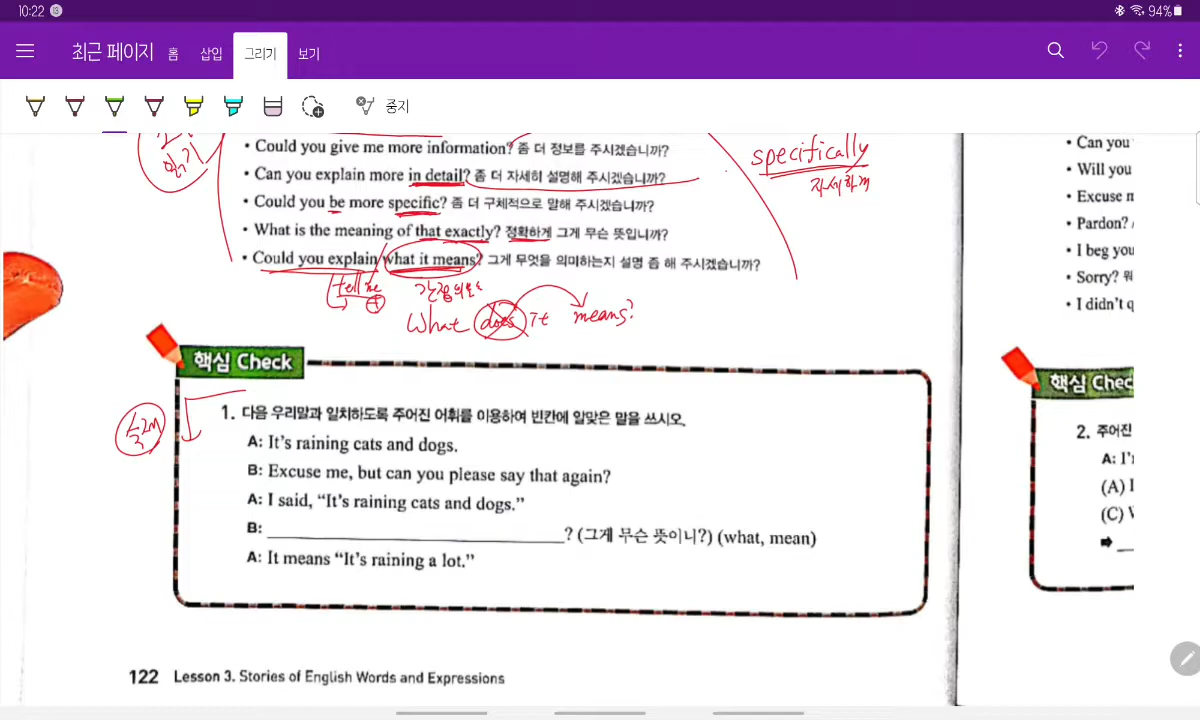 10:22
94%
최근 페이지 홈 삽입 그리기 보기
중지
읽기
• Could you give me more information? 좀 더 정보를 주시겠습니까?
• Can you explain more in detail? 좀 더 자세히 설명해 주시겠습니까?
• Could you be more specific? 좀 더 구체적으로 말해 주시겠습니까?
• What is the meaning of that exactly? 정확하게 그게 무슨 뜻입니까?
• Could you explain what it means? 그게 무엇을 의미하는지 설명 좀 해 주시겠습니까?
specifically
자세하게
tell me
간접의문문
What does it means?
핵심 Check
숙제
1. 다음 우리말과 일치하도록 주어진 어휘를 이용하여 빈칸에 알맞은 말을 쓰시오.
A: It's raining cats and dogs.
B: Excuse me, but can you please say that again?
A: I said, “It's raining cats and dogs.”
B: ______________________________? (그게 무슨 뜻이니?) (what, mean)
A: It means “It's raining a lot.”
122 Lesson 3. Stories of English Words and Expressions
• Can you
• Will you
• Excuse m
• Pardon?
• I beg you
• Sorry? 뭐
• I didn't q
핵심 Chec
2. 주어진
A: I'
(A) I
(C)